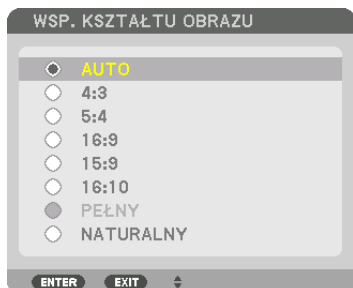 WSP. KSZTAŁTU OBRAZU
AUTO
4:3
5:4
16:9
15:9
16:10
PEŁNY
NATURALNY
ENTER EXIT